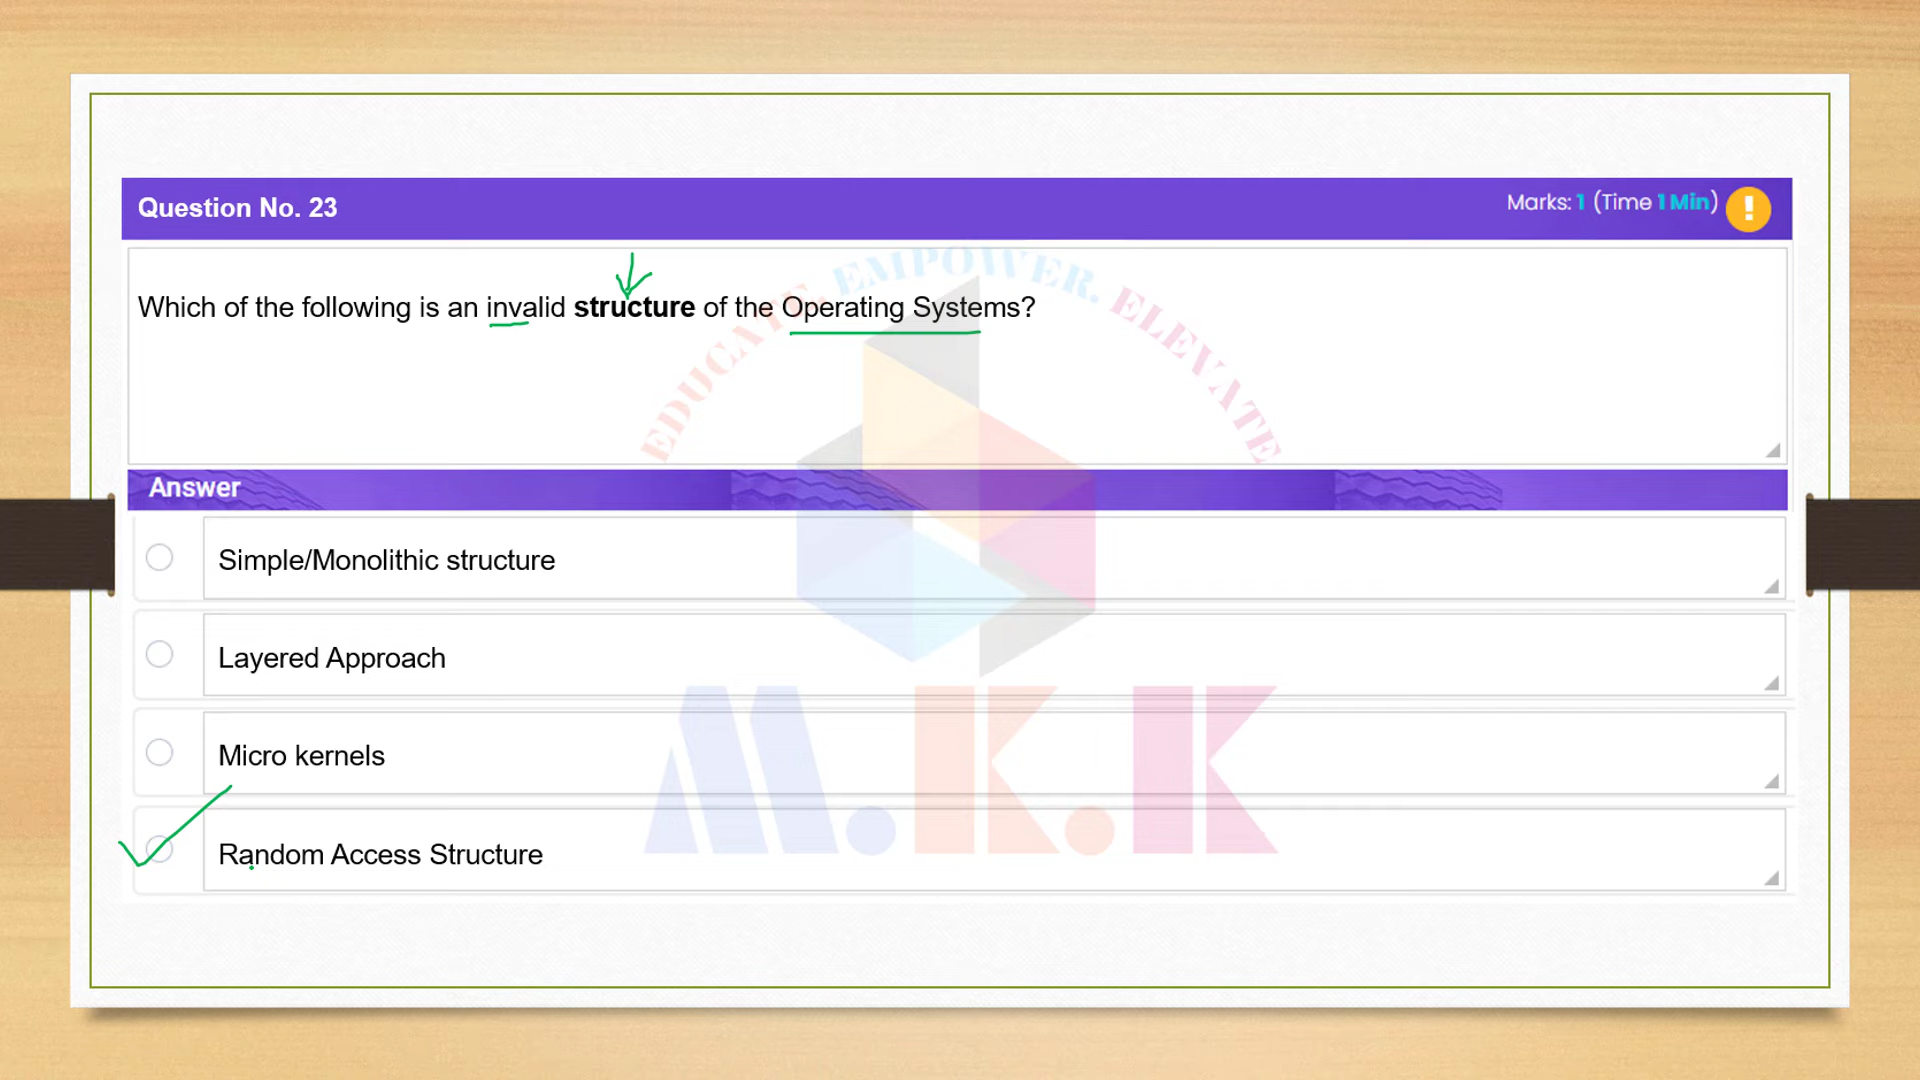 Question No. 23
Marks: 1 (Time 1 Min)
!
Which of the following is an invalid structure of the Operating Systems?
EDUCATE. EMPOWER. ELEVATE
Answer
Simple/Monolithic structure
Layered Approach
Micro kernels
M.K.K
Random Access Structure